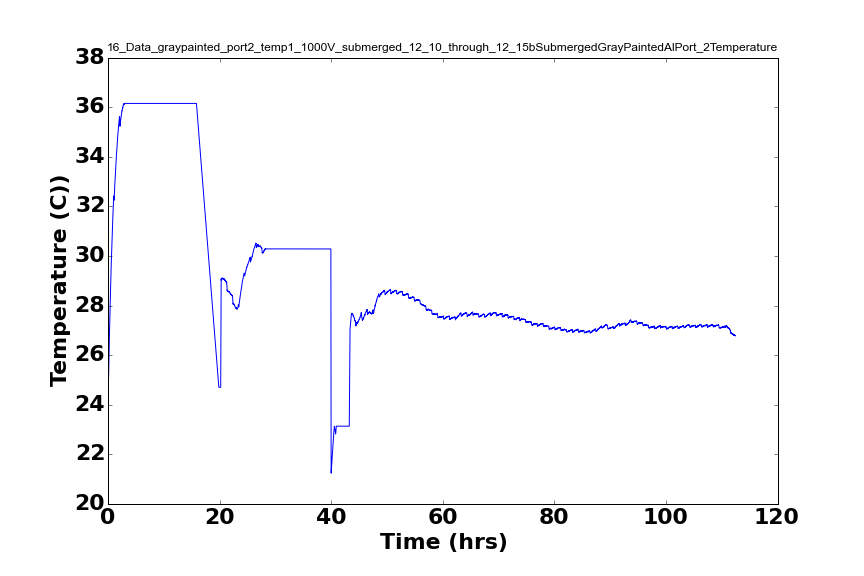 16_Data_graypainted_port2_temp1_1000V_submerged_12_10_through_12_15bSubmergedGrayPaintedAlPort_2Temperature
38
36
34
32
30
28
26
24
22
20
Temperature (C))
0 20 40 60 80 100 120
Time (hrs)